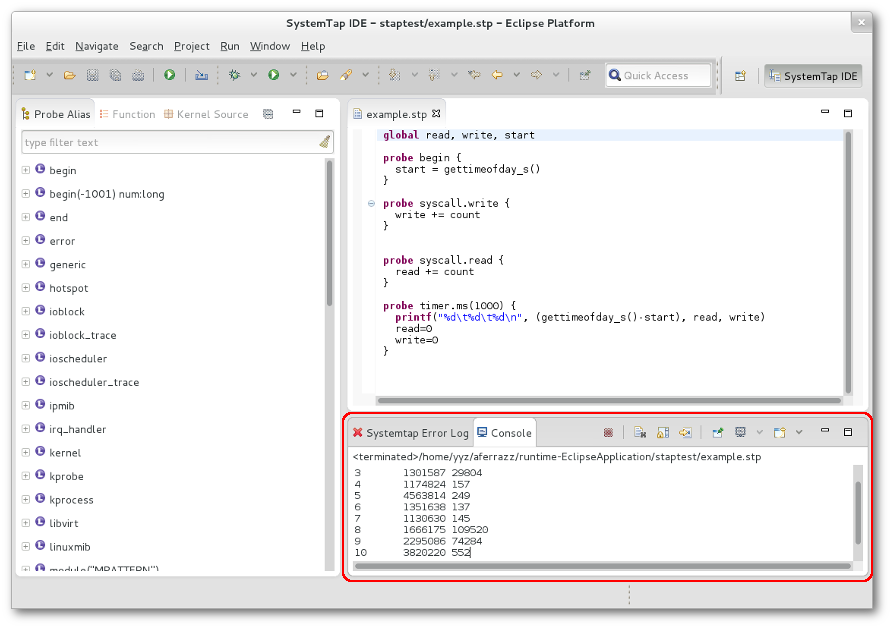 SystemTap IDE – staptest/example.stp – Eclipse Platform
File Edit Navigate Search Project Run Window Help
Quick Access
SystemTap IDE
Probe Alias
Function
Kernel Source
type filter text
begin
begin(-1001) num:long
end
error
generic
hotspot
ioblock
ioblock_trace
ioscheduler
ioscheduler_trace
ipmib
irq_handler
kernel
kprobe
kprocess
libvirt
linuxmib
module("MPATTERN")
example.stp
global read, write, start
probe begin {
start = gettimeofday_s()
}
probe syscall.write {
write += count
}
probe syscall.read {
read += count
}
probe timer.ms(1000) {
printf("%d\t%d\t%d\n", (gettimeofday_s()-start), read, write)
read=0
write=0
}
Systemtap Error Log
Console
<terminated>/home/yyz/aferrazz/runtime-EclipseApplication/staptest/example.stp
3 1301587 29804
4 1174824 157
5 4563814 249
6 1351638 137
7 1130630 145
8 1666175 109520
9 2295086 74284
10 3820220 552